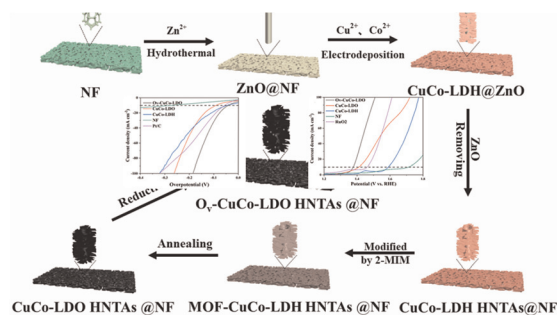 Zn2+
Hydrothermal
Cu2+、Co2+
Electrodeposition
NF
ZnO@NF
CuCo-LDH@ZnO
Ov-CuCo-LDO
CuCo-LDO
CuCo-LDH
NF
Pt/C
Current density (mA cm-2)
Overpotential (V)
Ov-CuCo-LDO
CuCo-LDO
CuCo-LDH
NF
RuO2
Current density (mA cm-2)
Potential (V vs. RHE)
ZnO
Removing
Ov-CuCo-LDO HNTAs @NF
Annealing
Modified
by 2-MIM
CuCo-LDO HNTAs @NF
MOF-CuCo-LDH HNTAs @NF
CuCo-LDH HNTAs@NF